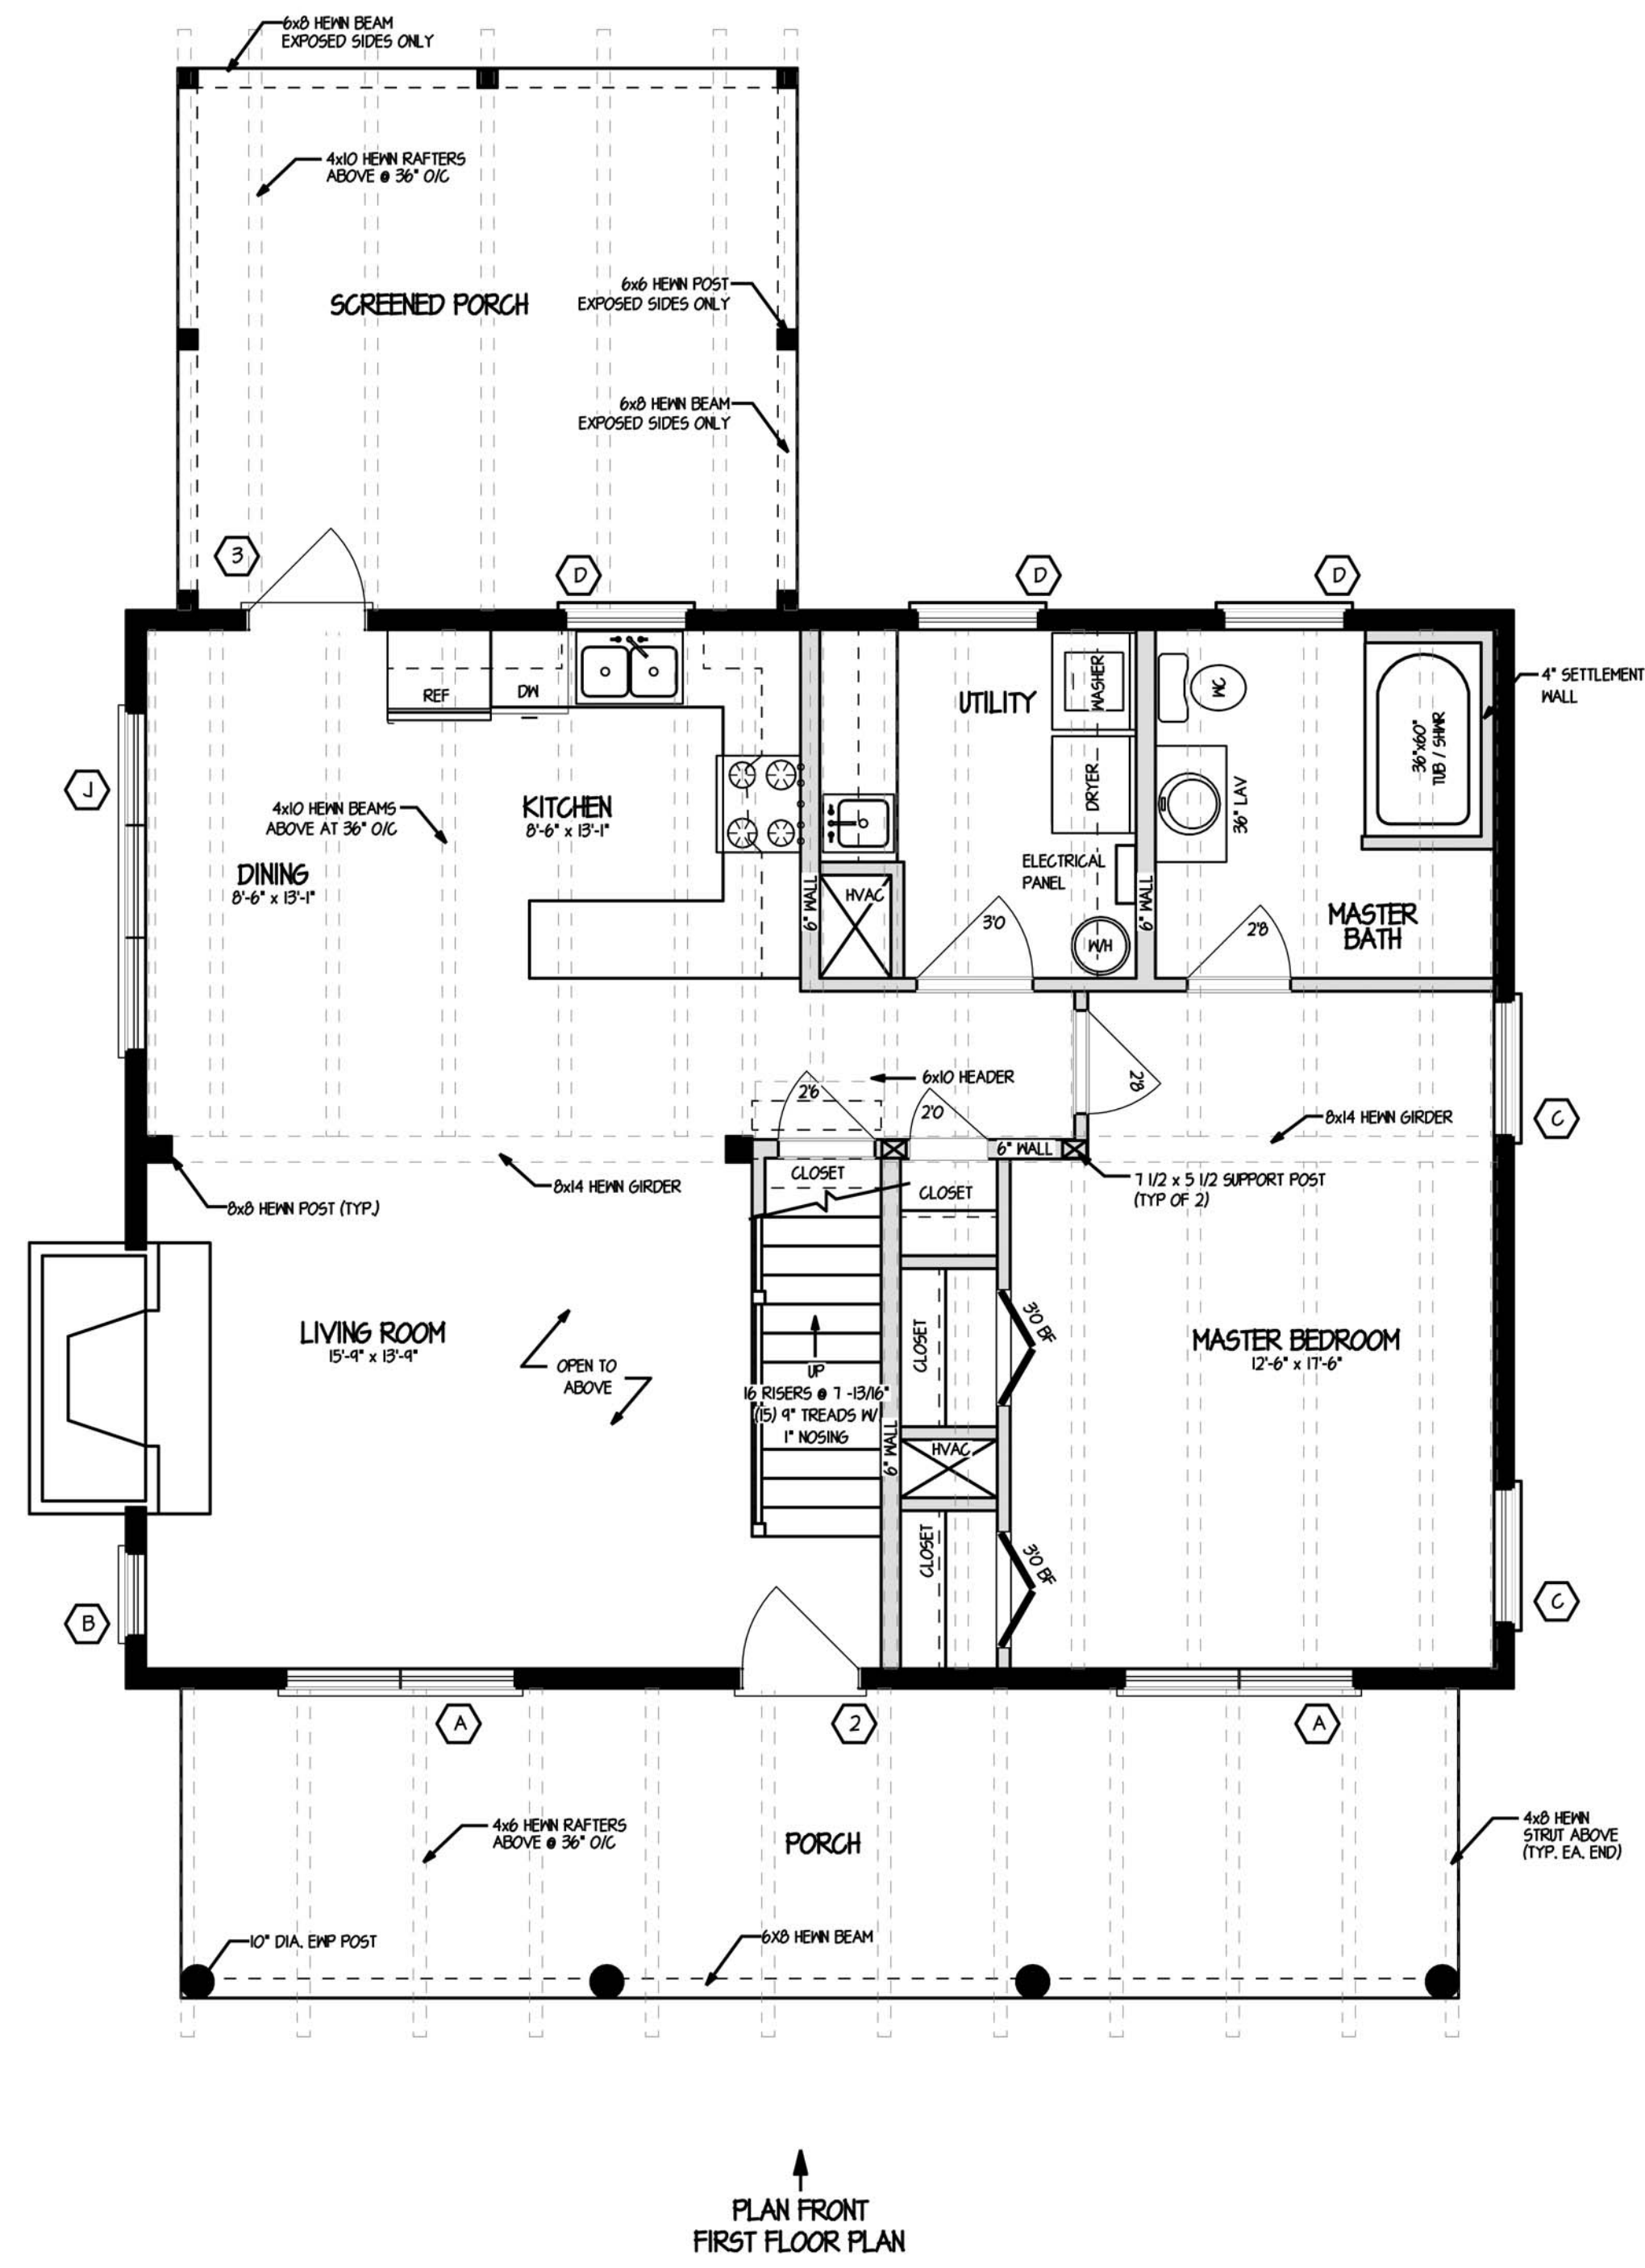 6x8 HEWN BEAM
EXPOSED SIDES ONLY
4x10 HEWN RAFTERS
ABOVE @ 36" O/C
SCREENED PORCH
6x6 HEWN POST
EXPOSED SIDES ONLY
6x8 HEWN BEAM
EXPOSED SIDES ONLY
3
D
D
D
REF
DW
UTILITY
WASHER
WC
4" SETTLEMENT
WALL
36"x60"
TUB / SHWR
J
4x10 HEWN BEAMS
ABOVE AT 36" O/C
KITCHEN
8'-6" x 13'-1"
DRYER
36" LAV
DINING
8'-6" x 13'-1"
6" WALL
HVAC
ELECTRICAL
PANEL
6" WALL
3'0
W/H
2'8
MASTER
BATH
2'6
6x10 HEADER
2'0
2'8
8x14 HEWN GIRDER
C
6" WALL
CLOSET
CLOSET
7 1/2 x 5 1/2 SUPPORT POST
(TYP OF 2)
8x14 HEWN GIRDER
8x8 HEWN POST (TYP.)
LIVING ROOM
15'-9" x 13'-9"
OPEN TO
ABOVE
UP
16 RISERS @ 7 -13/16"
(15) 9" TREADS W/
1" NOSING
CLOSET
3'0 BF
MASTER BEDROOM
12'-6" x 17'-6"
6" WALL
HVAC
CLOSET
3'0 BF
B
C
A
2
A
4x6 HEWN RAFTERS
ABOVE @ 36" O/C
PORCH
4x8 HEWN
STRUT ABOVE
(TYP. EA. END)
10" DIA. EWP POST
6X8 HEWN BEAM
PLAN FRONT
FIRST FLOOR PLAN